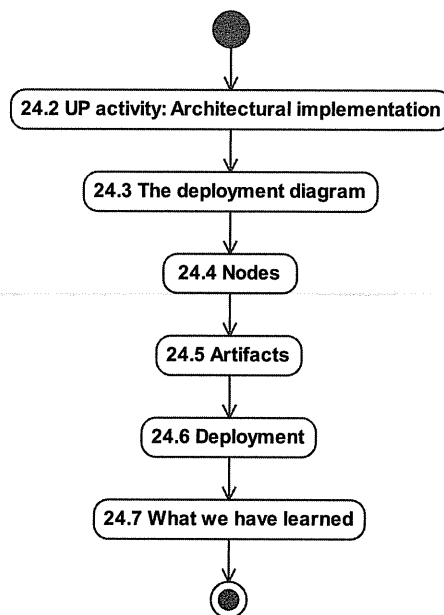 24.2 UP activity: Architectural implementation
24.3 The deployment diagram
24.4 Nodes
24.5 Artifacts
24.6 Deployment
24.7 What we have learned